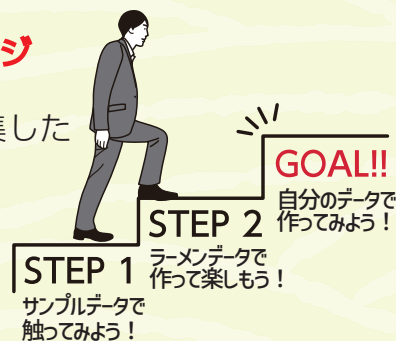 ジ
集した
GOAL!!
自分のデータで
作ってみよう！
STEP 2
ラーメンデータで
作って楽しもう！
STEP 1
サンプルデータで
触ってみよう！